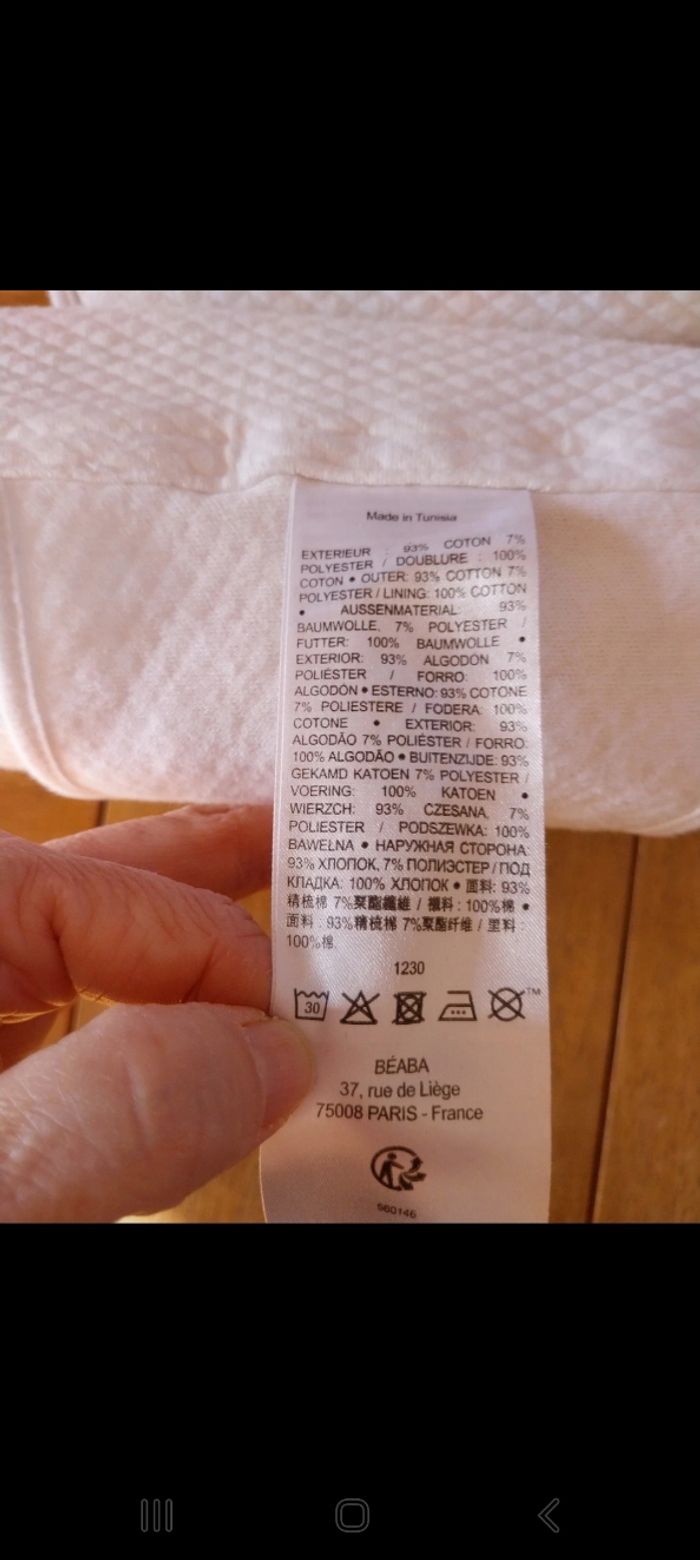 Made in Tunisia
EXTERIEUR : 93% COTON 7%
POLYESTER / DOUBLURE : 100%
COTON • OUTER: 93% COTTON 7%
POLYESTER / LINING: 100% COTTON
• AUSSENMATERIAL: 93%
BAUMWOLLE, 7% POLYESTER /
FUTTER: 100% BAUMWOLLE •
EXTERIOR: 93% ALGODÓN 7%
POLIÉSTER / FORRO: 100%
ALGODÓN • ESTERNO: 93% COTONE
7% POLIESTERE / FODERA: 100%
COTONE • EXTERIOR: 93%
ALGODÃO 7% POLIÉSTER / FORRO:
100% ALGODÃO • BUITENZIJDE: 93%
GEKAMD KATOEN 7% POLYESTER /
VOERING: 100% KATOEN •
WIERZCH: 93% CZESANA, 7%
POLIESTER / PODSZEWKA: 100%
BAWEŁNA • НАРУЖНАЯ СТОРОНА:
93% ХЛОПОК, 7% ПОЛИЭСТЕР / ПОД
КЛАДКА: 100% ХЛОПОК • 面料: 93%
精梳棉 7%聚酯纖維 / 襯料: 100%棉 •
面料: 93%精梳棉 7%聚酯纤维 / 里料:
100%棉.
1230
30
TM
BÉABA
37, rue de Liège
75008 PARIS - France
S60146